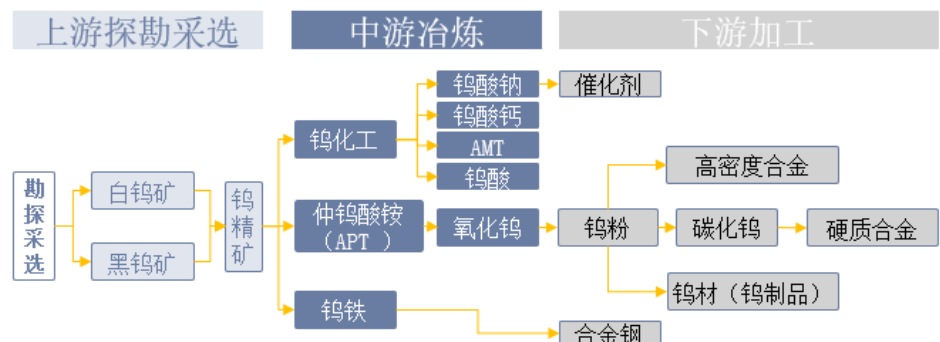 上游探勘采选
中游冶炼
下游加工
勘探采选
白钨矿
黑钨矿
钨精矿
钨化工
钨酸钠
催化剂
钨酸钙
AMT
钨酸
仲钨酸铵
（APT ）
氧化钨
钨粉
高密度合金
碳化钨
硬质合金
钨材（钨制品）
钨铁
合金钢